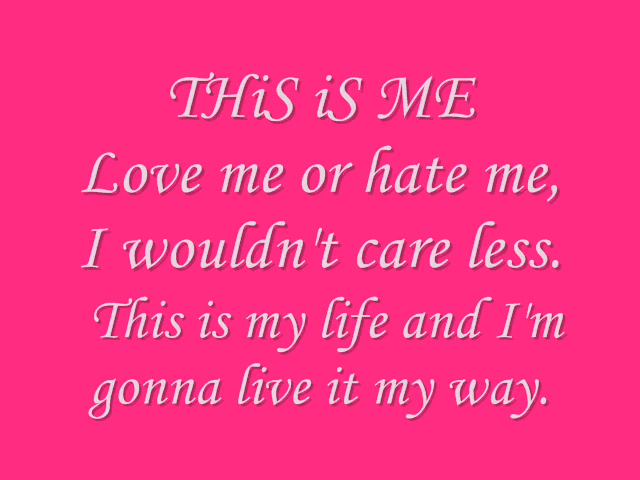 THiS iS ME
Love me or hate me,
I wouldn't care less.
This is my life and I'm
gonna live it my way.